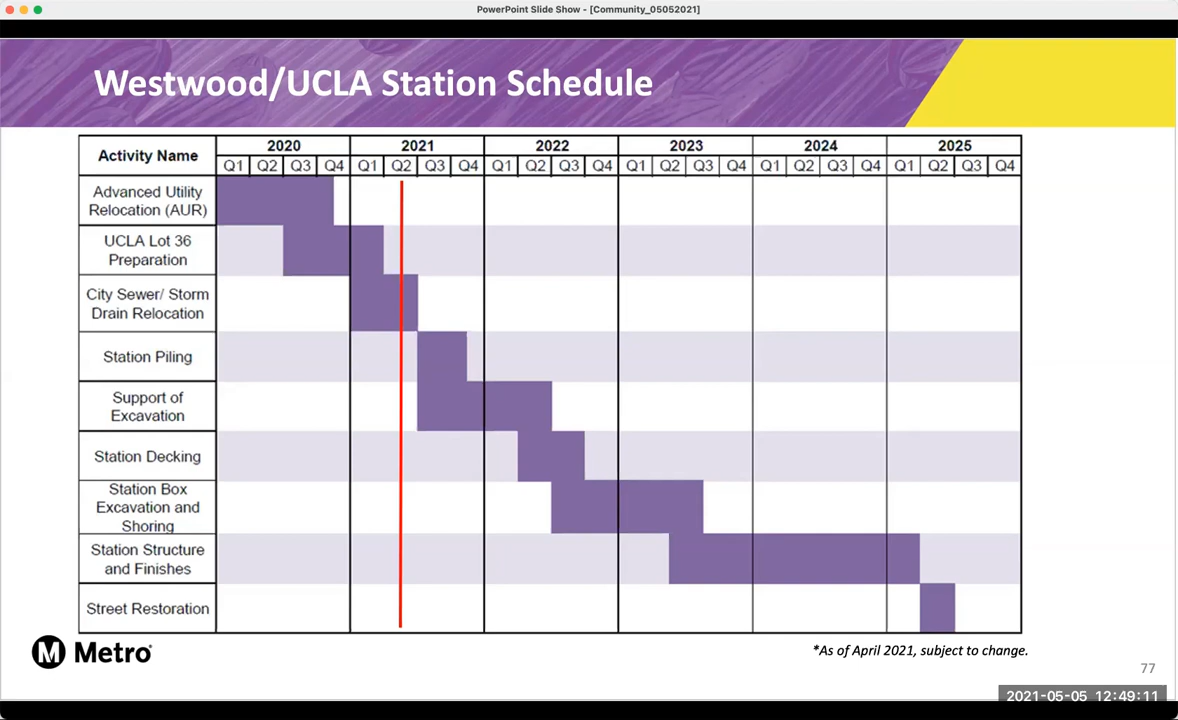 PowerPoint Slide Show - [Community_05052021]
Westwood/UCLA Station Schedule
Activity Name
2020 2021 2022 2023 2024 2025
Q1 Q2 Q3 Q4 Q1 Q2 Q3 Q4 Q1 Q2 Q3 Q4 Q1 Q2 Q3 Q4 Q1 Q2 Q3 Q4 Q1 Q2 Q3 Q4
Advanced Utility
Relocation (AUR)
UCLA Lot 36
Preparation
City Sewer/ Storm
Drain Relocation
Station Piling
Support of
Excavation
Station Decking
Station Box
Excavation and
Shoring
Station Structure
and Finishes
Street Restoration
M Metro
*As of April 2021, subject to change.
77
2021-05-05 12:49:11